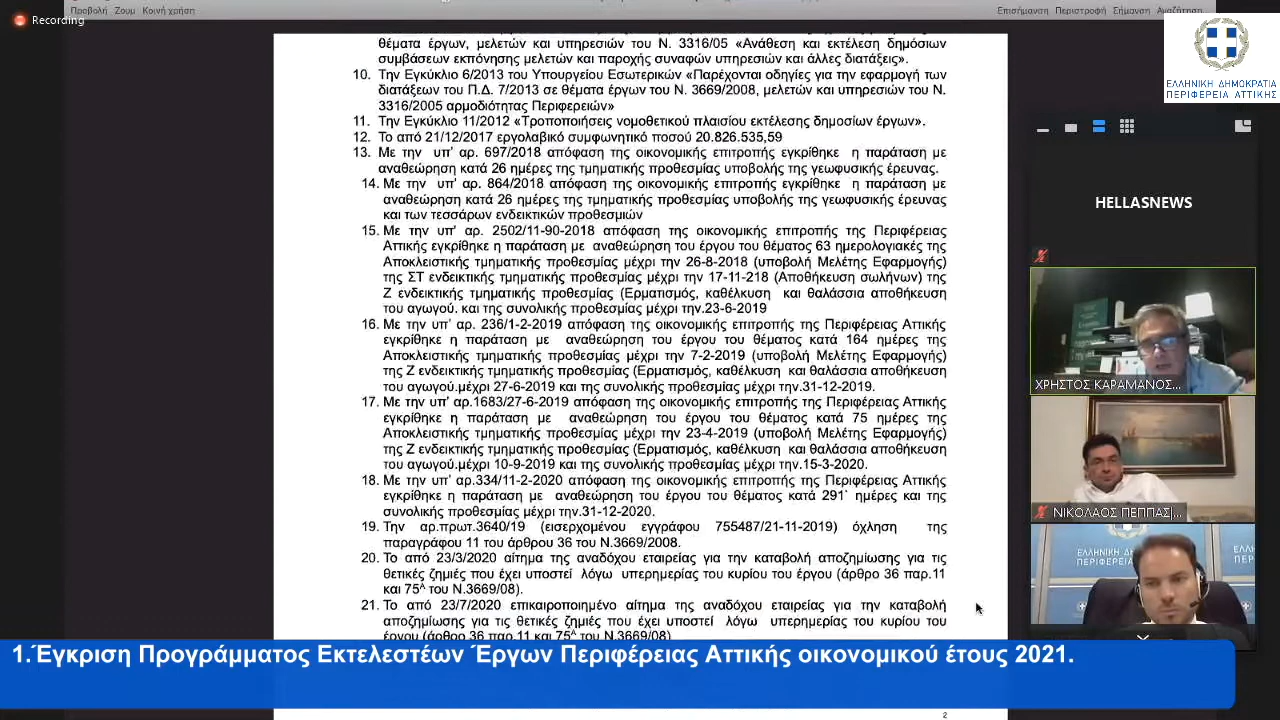 Προβολή Ζουμ Κοινή χρήση
Επισήμανση Περιστροφή Σήμανση Αναζήτηση
Recording
θέματα έργων, μελετών και υπηρεσιών του Ν. 3316/05 «Ανάθεση και εκτέλεση δημόσιων
συμβάσεων εκπόνησης μελετών και παροχής συναφών υπηρεσιών και άλλες διατάξεις».
10. Την Εγκύκλιο 6/2013 του Υπουργείου Εσωτερικών «Παρέχονται οδηγίες για την εφαρμογή των
διατάξεων του Π.Δ. 7/2013 σε θέματα έργων του Ν. 3669/2008, μελετών και υπηρεσιών του Ν.
3316/2005 αρμοδιότητας Περιφερειών»
11. Την Εγκύκλιο 11/2012 «Τροποποιήσεις νομοθετικού πλαισίου εκτέλεσης δημοσίων έργων».
12. Το από 21/12/2017 εργολαβικό συμφωνητικό ποσού 20.826.535,59
13. Με την υπ’ αρ. 697/2018 απόφαση της οικονομικής επιτροπής εγκρίθηκε η παράταση με
αναθεώρηση κατά 26 ημέρες της τμηματικής προθεσμίας υποβολής της γεωφυσικής έρευνας.
14. Με την υπ’ αρ. 864/2018 απόφαση της οικονομικής επιτροπής εγκρίθηκε η παράταση με
αναθεώρηση κατά 26 ημέρες της τμηματικής προθεσμίας υποβολής της γεωφυσικής έρευνας
και των τεσσάρων ενδεικτικών προθεσμιών
15. Με την υπ’ αρ. 2502/11-90-2018 απόφαση της οικονομικής επιτροπής της Περιφέρειας
Αττικής εγκρίθηκε η παράταση με αναθεώρηση του έργου του θέματος 63 ημερολογιακές της
Αποκλειστικής τμηματικής προθεσμίας μέχρι την 26-8-2018 (υποβολή Μελέτης Εφαρμογής)
της ΣΤ ενδεικτικής τμηματικής προθεσμίας μέχρι την 17-11-218 (Αποθήκευση σωλήνων) της
Ζ ενδεικτικής τμηματικής προθεσμίας (Ερματισμός, καθέλκυση και θαλάσσια αποθήκευση
του αγωγού. και της συνολικής προθεσμίας μέχρι την.23-6-2019
16. Με την υπ’ αρ. 236/1-2-2019 απόφαση της οικονομικής επιτροπής της Περιφέρειας Αττικής
εγκρίθηκε η παράταση με αναθεώρηση του έργου του θέματος κατά 164 ημέρες της
Αποκλειστικής τμηματικής προθεσμίας μέχρι την 7-2-2019 (υποβολή Μελέτης Εφαρμογής)
της Ζ ενδεικτικής τμηματικής προθεσμίας (Ερματισμός, καθέλκυση και θαλάσσια αποθήκευση
του αγωγού.μέχρι 27-6-2019 και της συνολικής προθεσμίας μέχρι την.31-12-2019.
17. Με την υπ’ αρ.1683/27-6-2019 απόφαση της οικονομικής επιτροπής της Περιφέρειας Αττικής
εγκρίθηκε η παράταση με αναθεώρηση του έργου του θέματος κατά 75 ημέρες της
Αποκλειστικής τμηματικής προθεσμίας μέχρι την 23-4-2019 (υποβολή Μελέτης Εφαρμογής)
της Ζ ενδεικτικής τμηματικής προθεσμίας (Ερματισμός, καθέλκυση και θαλάσσια αποθήκευση
του αγωγού.μέχρι 10-9-2019 και της συνολικής προθεσμίας μέχρι την.15-3-2020.
18. Με την υπ’ αρ.334/11-2-2020 απόφαση της οικονομικής επιτροπής της Περιφέρειας Αττικής
εγκρίθηκε η παράταση με αναθεώρηση του έργου του θέματος κατά 291` ημέρες και της
συνολικής προθεσμίας μέχρι την.31-12-2020.
19. Την αρ.πρωτ.3640/19 (εισερχομένου εγγράφου 755487/21-11-2019) όχληση της
παραγράφου 11 του άρθρου 36 του Ν.3669/2008.
20. Το από 23/3/2020 αίτημα της αναδόχου εταιρείας για την καταβολή αποζημίωσης για τις
θετικές ζημιές που έχει υποστεί λόγω υπερημερίας του κυρίου του έργου (άρθρο 36 παρ.11
και 75Α του Ν.3669/08).
21. Το από 23/7/2020 επικαιροποιημένο αίτημα της αναδόχου εταιρείας για την καταβολή
αποζημίωσης για τις θετικές ζημιές που έχει υποστεί λόγω υπερημερίας του κυρίου του
έργου (άρθρο 36 παρ.11 και 75Α του Ν.3669/08)
2
ΕΛΛΗΝΙΚΗ ΔΗΜΟΚΡΑΤΙΑ
ΠΕΡΙΦΕΡΕΙΑ ΑΤΤΙΚΗΣ
HELLASNEWS
ΧΡΗΣΤΟΣ ΚΑΡΑΜΑΝΟΣ...
ΝΙΚΟΛΑΟΣ ΠΕΠΠΑΣ|...
ΕΛΛΗΝΙΚΗ Δ
ΠΕΡΙΦΕΡΕΙ
ΕΛΛΗ
1.Έγκριση Προγράμματος Εκτελεστέων Έργων Περιφέρειας Αττικής οικονομικού έτους 2021.